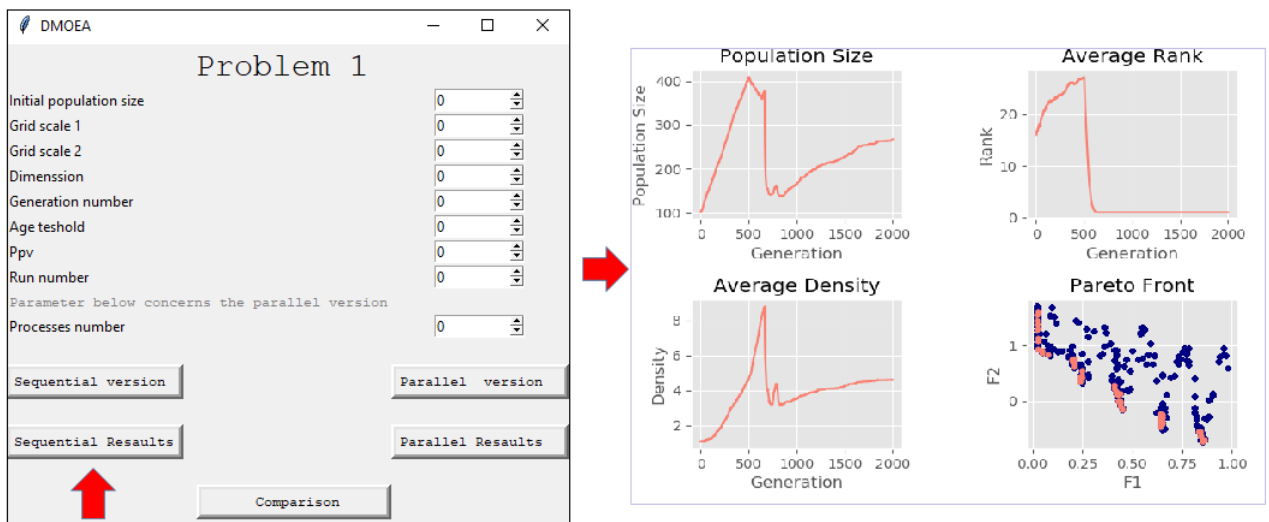 DMOEA
Problem 1
Initial population size 0
Grid scale 1 0
Grid scale 2 0
Dimenssion 0
Generation number 0
Age teshold 0
Ppv 0
Run number 0
Parameter below concerns the parallel version
Processes number 0
Sequential version
Parallel version
Sequential Resaults
Parallel Resaults
Comparison
Population Size
Population Size
400
300
200
100
0 500 1000 1500 2000
Generation
Average Rank
Rank
20
10
0
0 500 1000 1500 2000
Generation
Average Density
Density
8
6
4
2
0 500 1000 1500 2000
Generation
Pareto Front
F2
1
0
0.00 0.25 0.50 0.75 1.00
F1